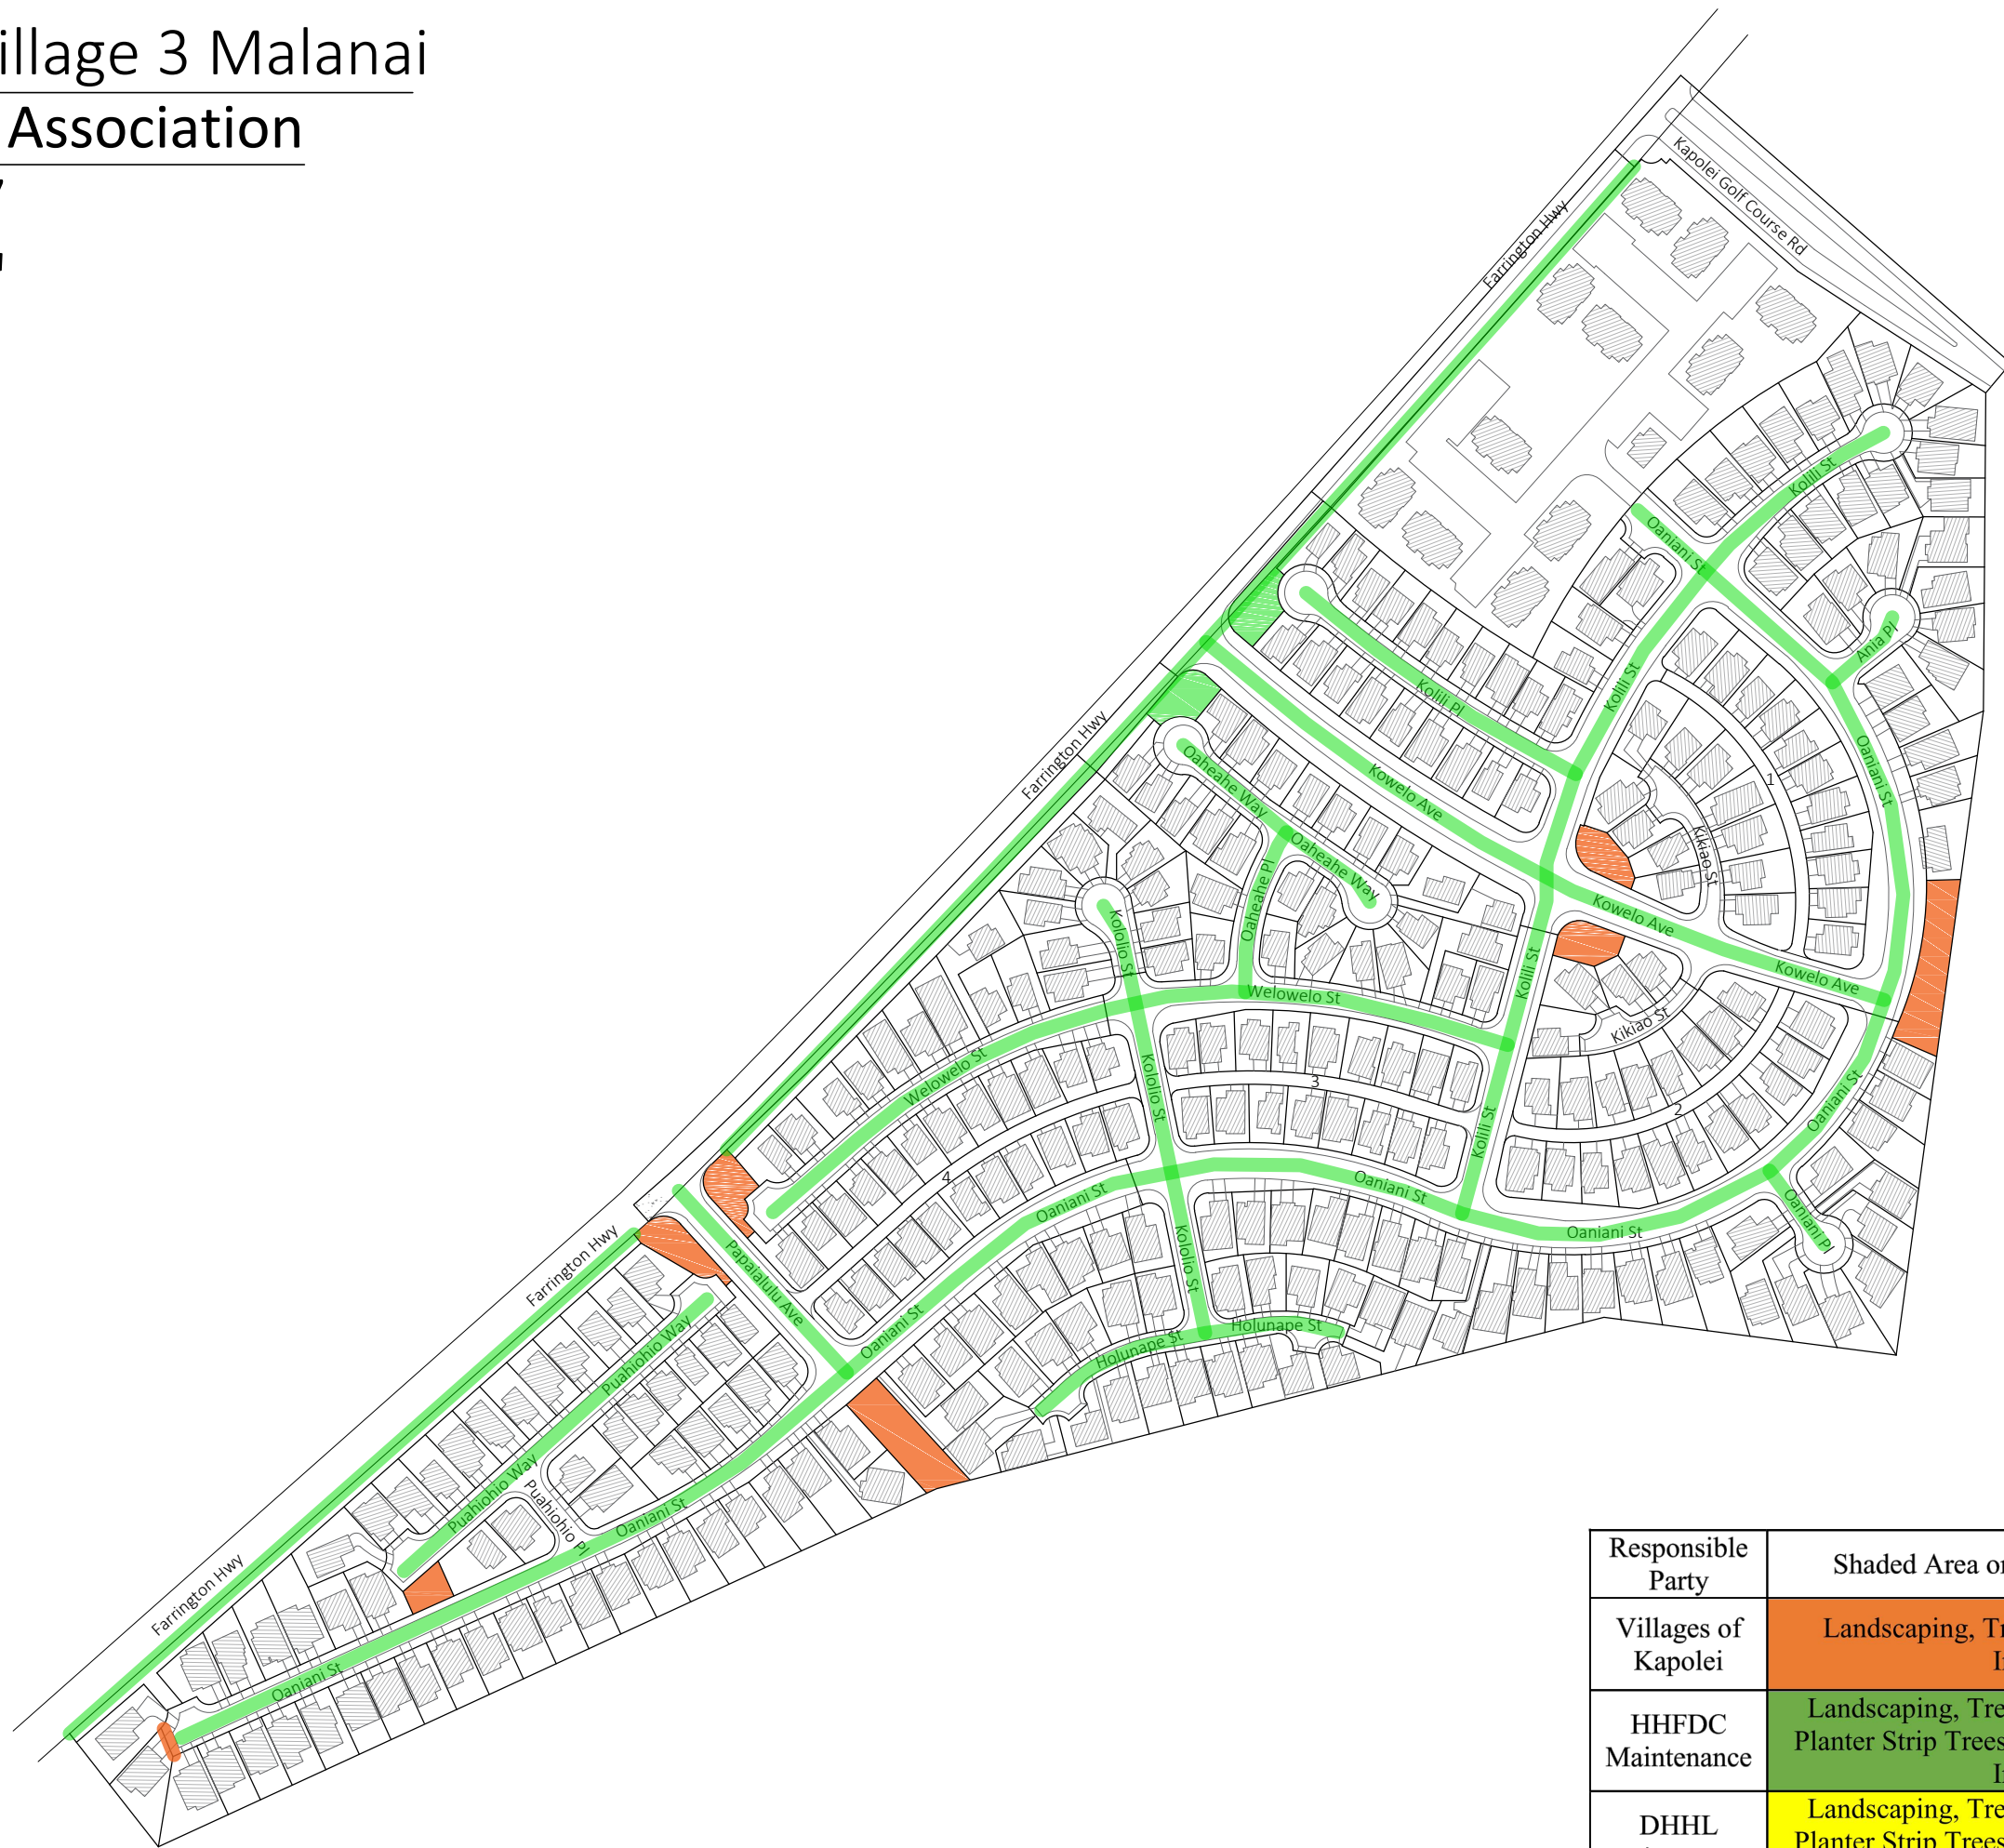 illage 3 Malanai
Association
Kapolei Golf Course Rd
Farrington Hwy
Kolili St
Oaniani St
Ania Pl
Kolili St
Kolili Pl
Farrington Hwy
Oaheahe Way
Kowelo Ave
Oaniani St
1
Kikiao St
Oaheahe Way
Oaheahe Pl
Kowelo Ave
Kololio St
Kolili St
Kowelo Ave
Welowelo St
Kikiao St
Welowelo St
Kololio St
3
2
Oaniani St
Kolili St
4
Oaniani St
Oaniani St
Oaniani St
Oaniani Pl
Farrington Hwy
Papaialulu Ave
Kololio St
Oaniani St
Holunape St
Holunape St
Puahiohio Way
Puahiohio Way
Puahiohio Pl
Oaniani St
Farrington Hwy
Oaniani St
Responsible
Party
Shaded Area
Villages of
Kapolei
Landscaping,
HHFDC
Maintenance
Landscaping,
Planter Strip Trees
DHHL
Landscaping,
Planter Strip Trees